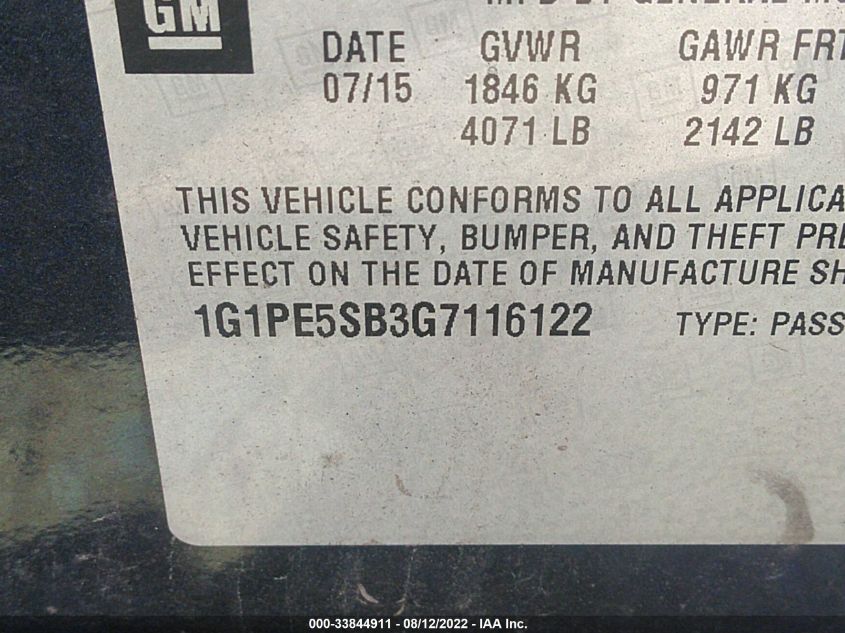 GM
DATE GVWR GAWR FRT
07/15 1846 KG 971 KG
4071 LB 2142 LB
THIS VEHICLE CONFORMS TO ALL APPLICA
VEHICLE SAFETY, BUMPER, AND THEFT PRE
EFFECT ON THE DATE OF MANUFACTURE SH
1G1PE5SB3G7116122 TYPE: PASS
000-33844911 - 08/12/2022 - IAA Inc.